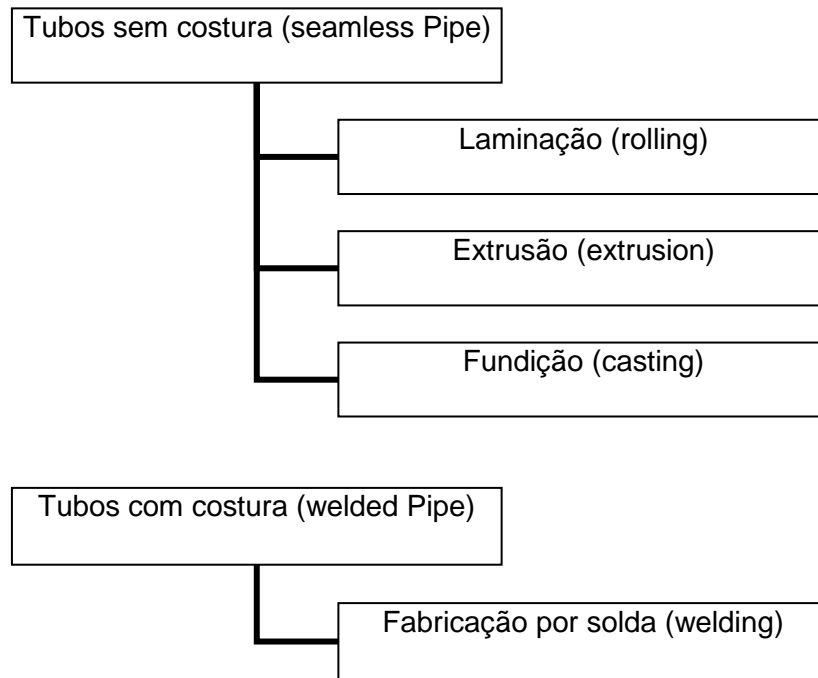 Tubos sem costura (seamless Pipe)
Laminação (rolling)
Extrusão (extrusion)
Fundição (casting)
Tubos com costura (welded Pipe)
Fabricação por solda (welding)